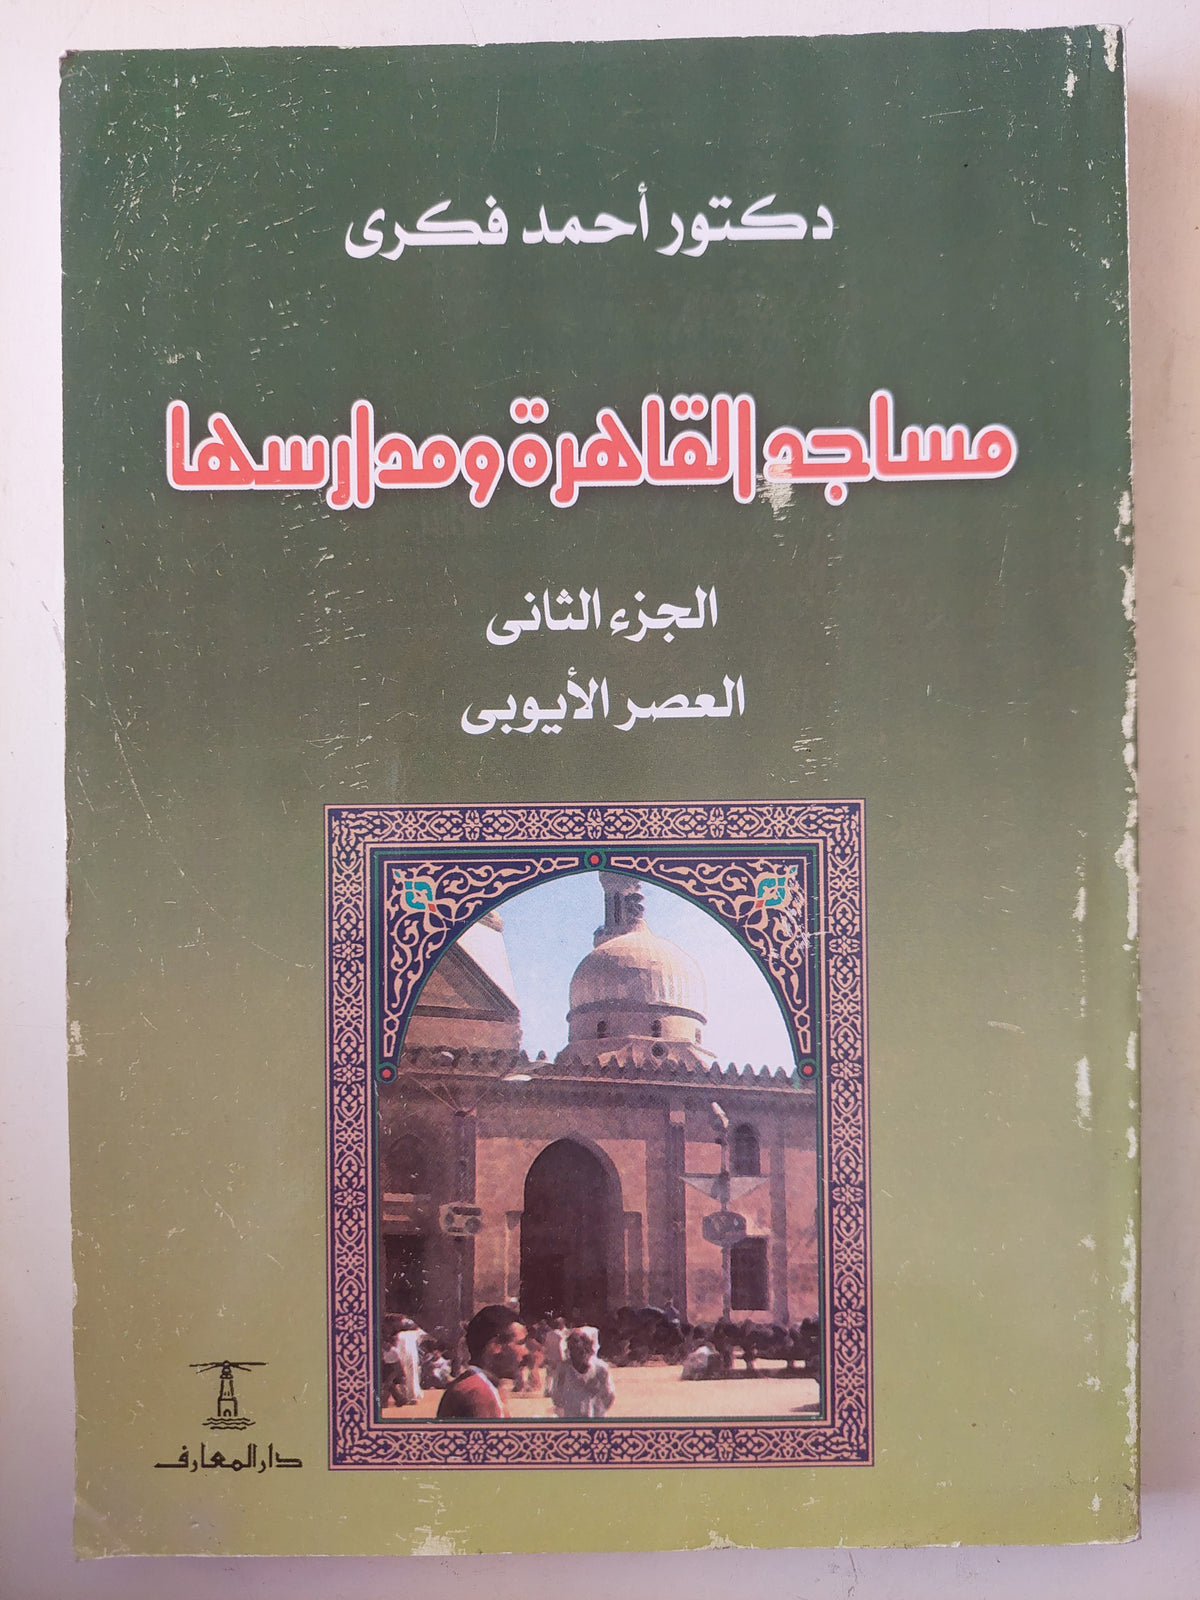 دكتور أحمد فكرى
مساجد القاهرة ومدارسها
الجزء الثانى
العصر الأيوبى
دار المعارف